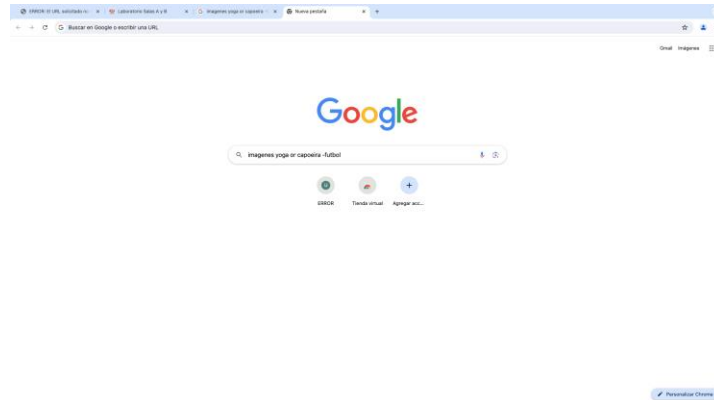 ERROR: El URL solicitado n
Laboratorio Salas A y B
imagenes yoga or capoeira -
Nueva pestaña
Buscar en Google o escribir una URL
Gmail Imágenes
Google
imagenes yoga or capoeira -futbol
ERROR Tienda virtual Agregar acc...
Personalizar Chrome